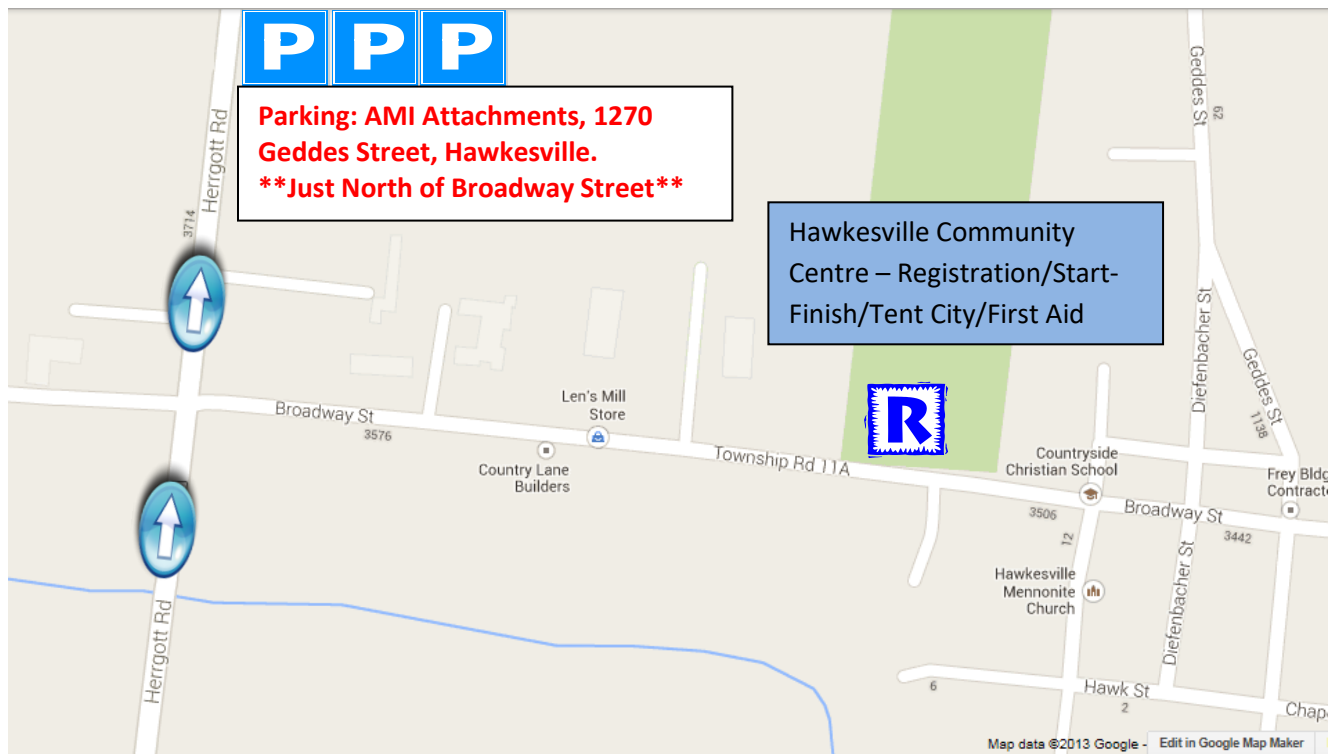 P P P
Parking: AMI Attachments, 1270
Geddes Street, Hawkesville.
**Just North of Broadway Street**
Herrgott Rd
3714
Geddes St
62
Hawkesville Community
Centre – Registration/Start-
Finish/Tent City/First Aid
Diefenbacher St
Geddes St
1138
Broadway St
3576
Len's Mill
Store
Country Lane
Builders
Township Rd 11A
R
Countryside
Christian School
Frey Bldg
Contracto
3506
Broadway St
3442
12
Hawkesville
Mennonite
Church
Diefenbacher St
Herrgott Rd
6
Hawk St
2
Chap
Map data ©2013 Google -
Edit in Google Map Maker